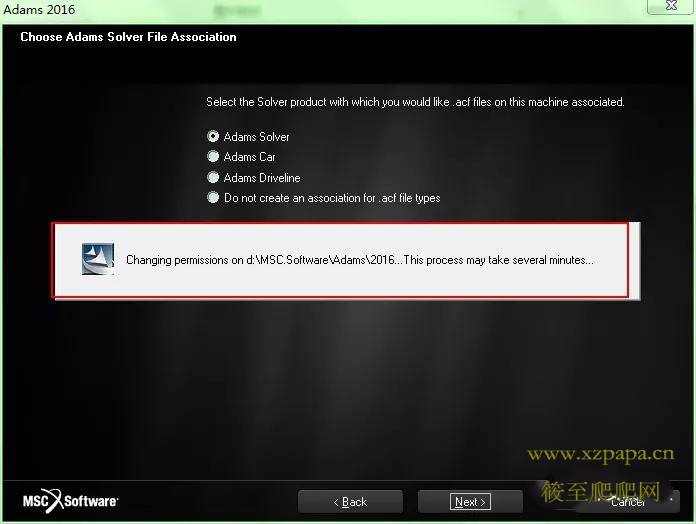 Adams 2016
Choose Adams Solver File Association
Select the Solver product with which you would like .acf files on this machine associated.
Adams Solver
Adams Car
Adams Driveline
Do not create an association for .acf file types
Changing permissions on d:\MSC.Software\Adams\2016...This process may take several minutes...
www.xzpapa.cn
筱至爬爬网
MSC Software
< Back
Next >
Cancel